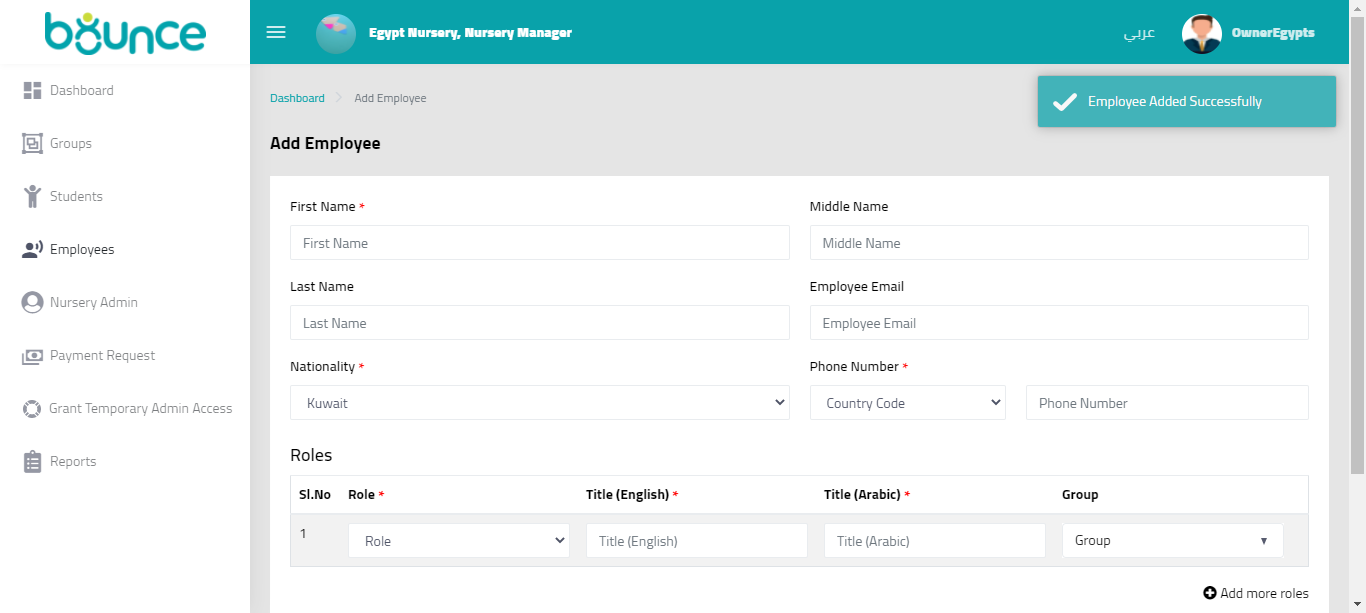 bounce
Egypt Nursery, Nursery Manager
عربي
OwnerEgypts
Dashboard
Groups
Students
Employees
Nursery Admin
Payment Request
Grant Temporary Admin Access
Reports
Dashboard > Add Employee
Employee Added Successfully
Add Employee
First Name *
Middle Name
First Name
Middle Name
Last Name
Employee Email
Last Name
Employee Email
Nationality *
Phone Number *
Kuwait
Country Code
Phone Number
Roles
Sl.No Role * Title (English) * Title (Arabic) * Group
1 Role Title (English) Title (Arabic) Group
Add more roles